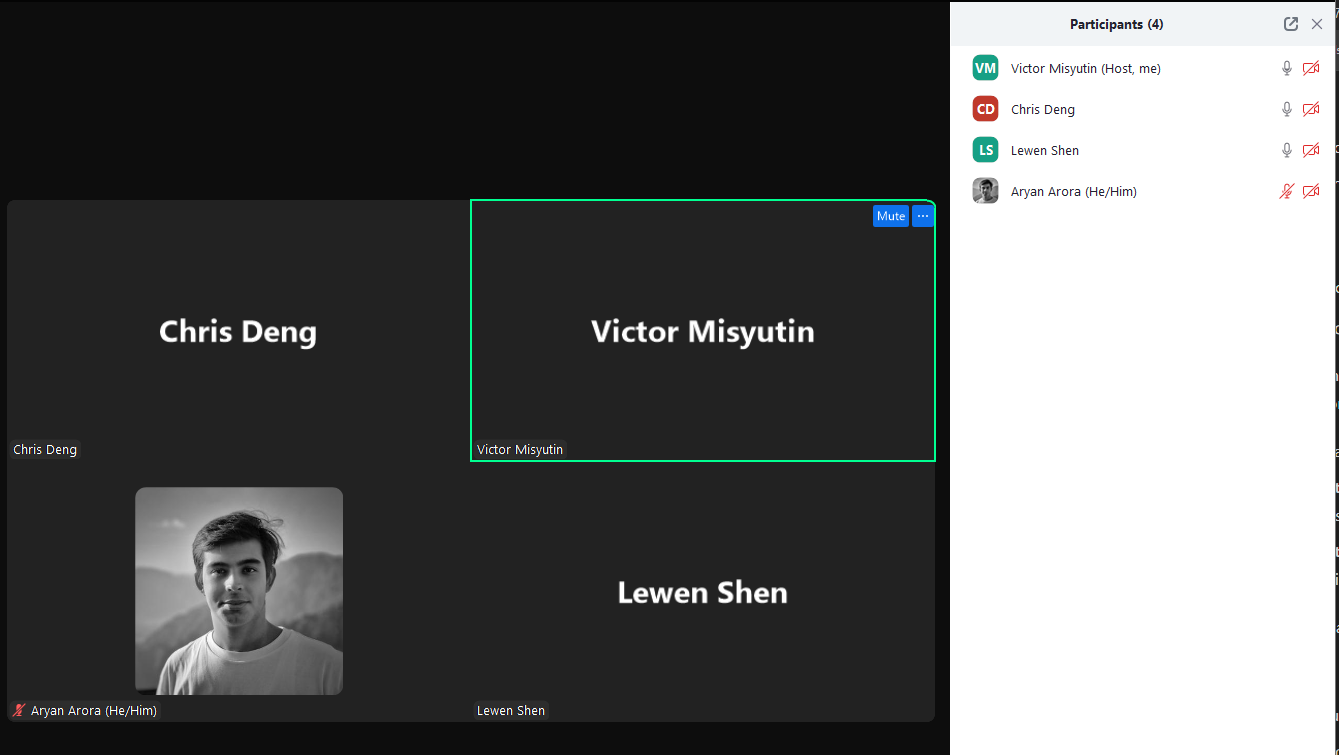 Participants (4)
VM Victor Misyutin (Host, me)
CD Chris Deng
LS Lewen Shen
Aryan Arora (He/Him)
Mute ...
Chris Deng
Victor Misyutin
Chris Deng
Victor Misyutin
Lewen Shen
Aryan Arora (He/Him)
Lewen Shen